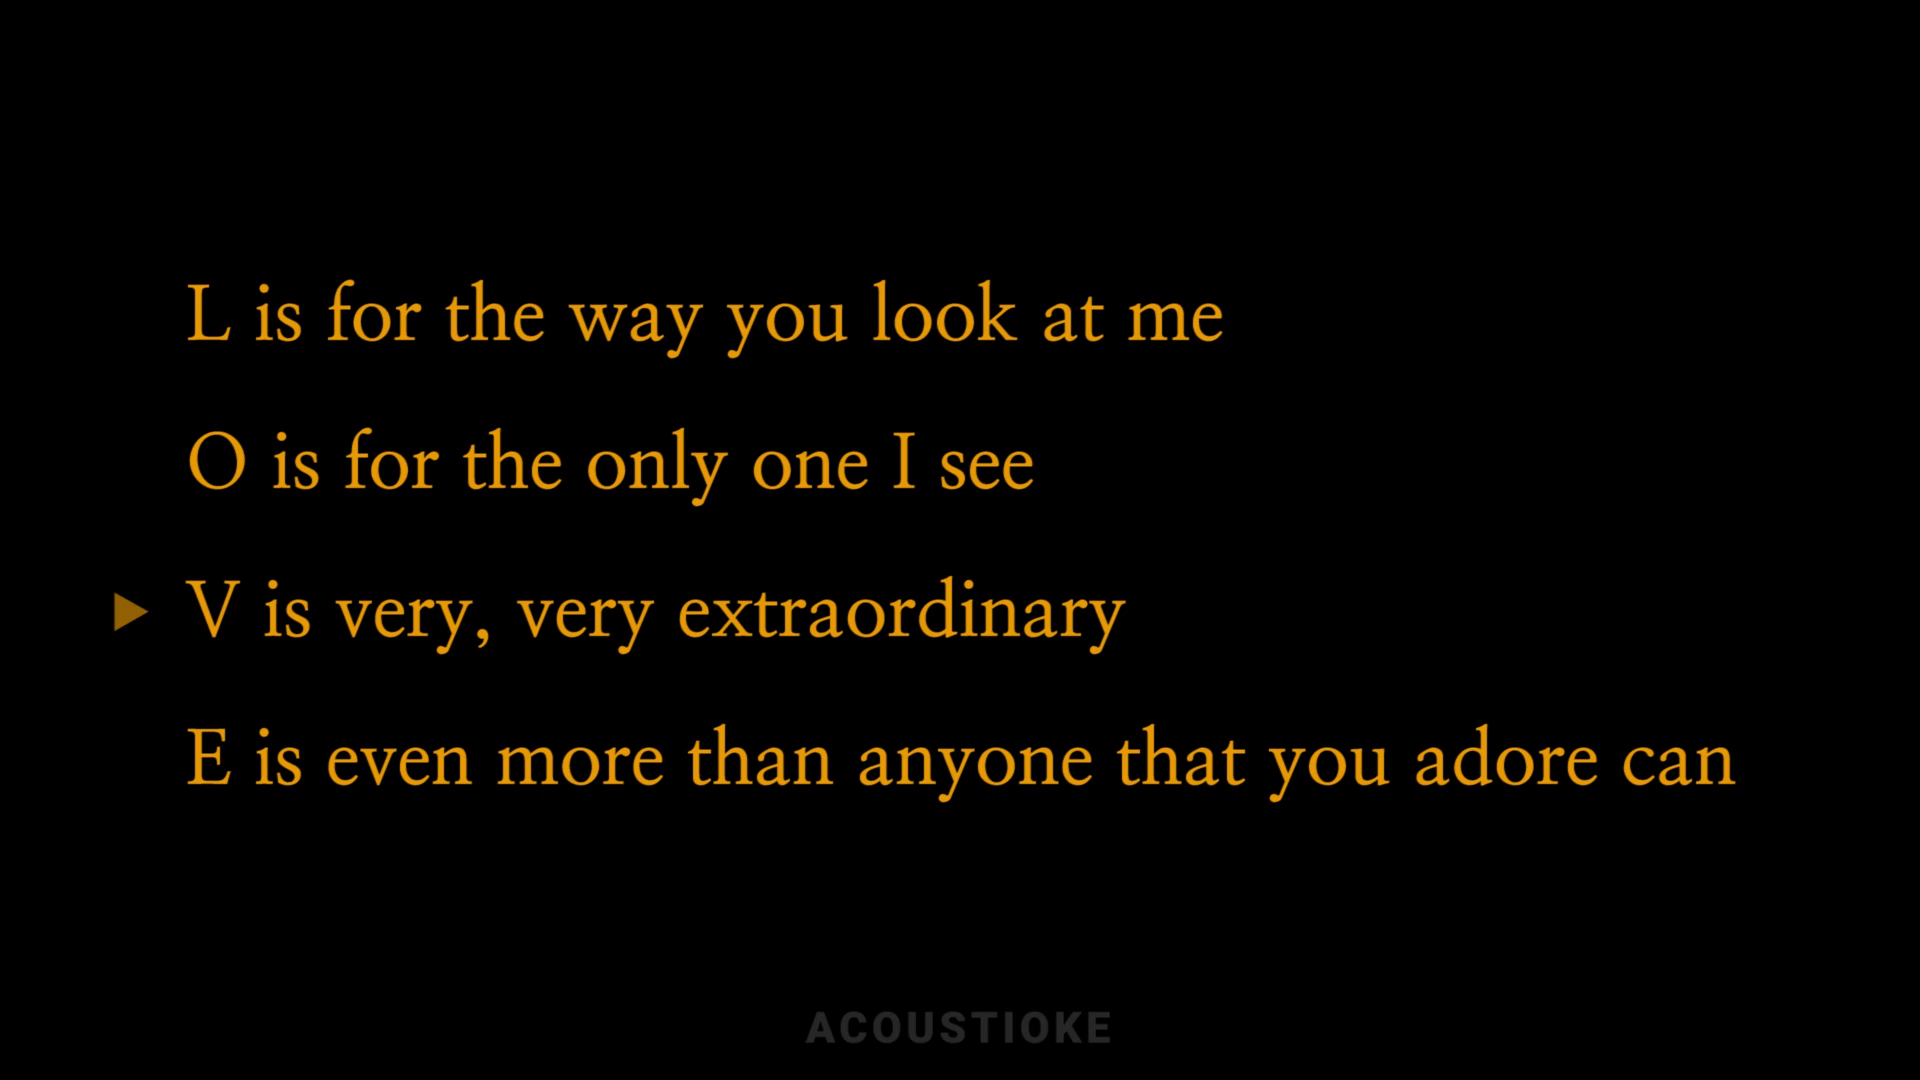 L is for the way you look at me
O is for the only one I see
V is very, very extraordinary
E is even more than anyone that you adore can
ACOUSTIOKE